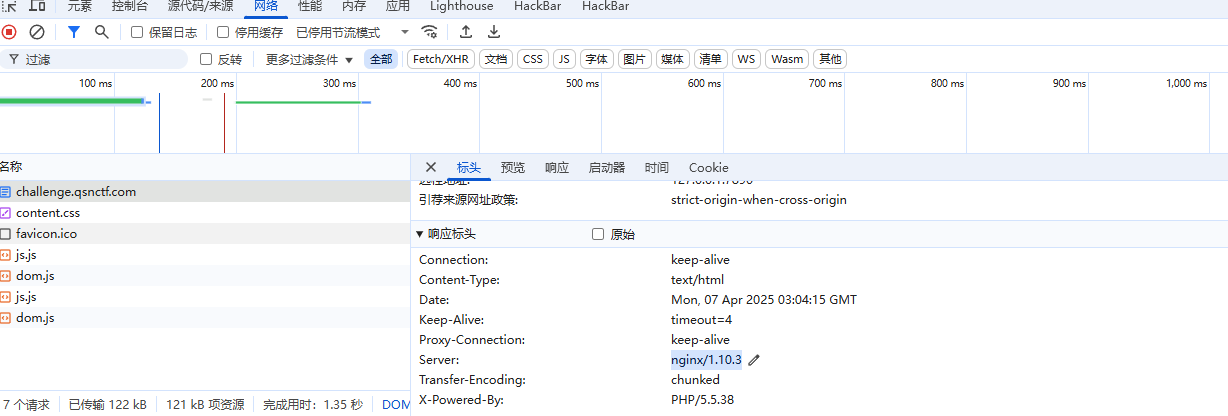 元素 控制台 源代码/来源 网络 性能 内存 应用 Lighthouse HackBar HackBar
保留日志 停用缓存 已停用节流模式
过滤 反转 更多过滤条件 全部 Fetch/XHR 文档 CSS JS 字体 图片 媒体 清单 WS Wasm 其他
100 ms 200 ms 300 ms 400 ms 500 ms 600 ms 700 ms 800 ms 900 ms 1,000 ms
名称
challenge.qsnctf.com
content.css
favicon.ico
js.js
dom.js
js.js
dom.js
7 个请求 已传输 122 kB 121 kB 项资源 完成用时：1.35 秒 DOM
标头 预览 响应 启动器 时间 Cookie
引荐来源网址政策: strict-origin-when-cross-origin
响应标头 原始
Connection: keep-alive
Content-Type: text/html
Date: Mon, 07 Apr 2025 03:04:15 GMT
Keep-Alive: timeout=4
Proxy-Connection: keep-alive
Server: nginx/1.10.3
Transfer-Encoding: chunked
X-Powered-By: PHP/5.5.38